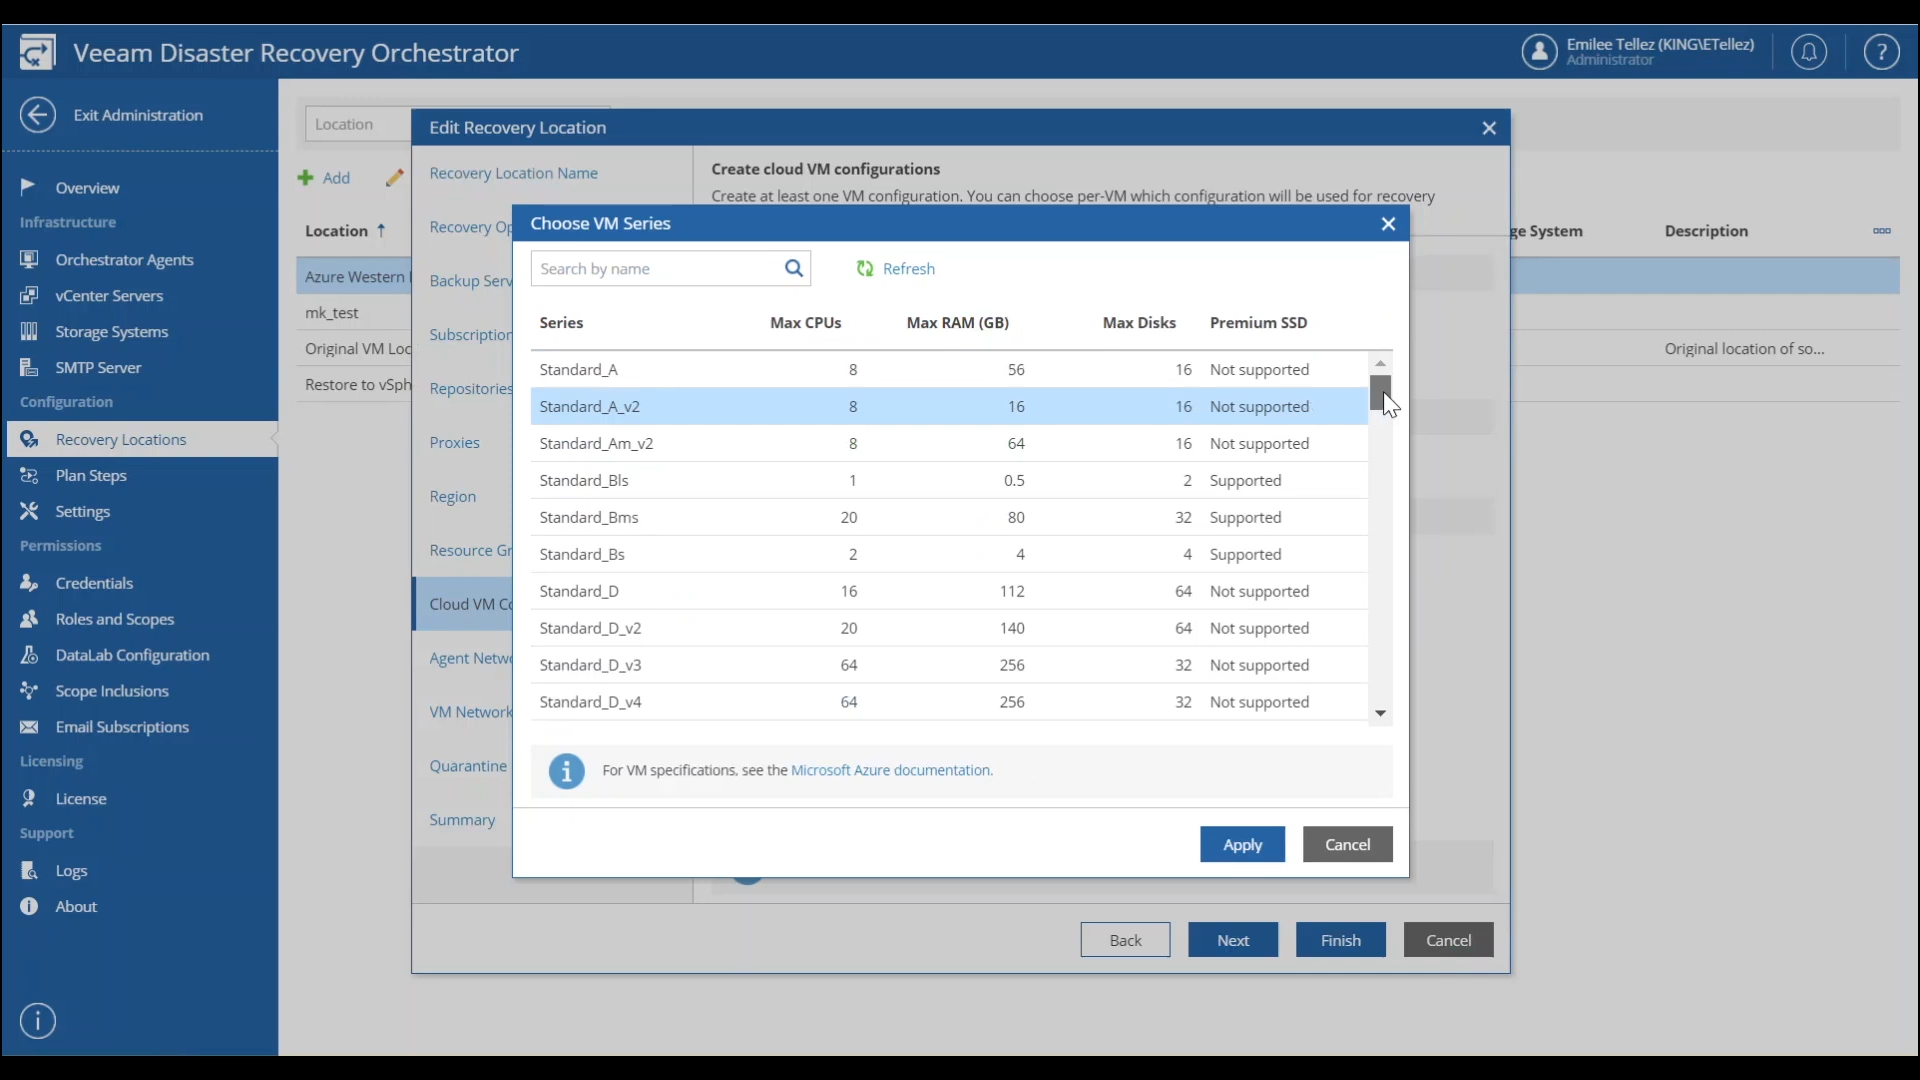 Veeam Disaster Recovery Orchestrator
Emilee Tellez (KING\ETellez)
Administrator
?
Exit Administration
Overview
Infrastructure
Orchestrator Agents
vCenter Servers
Storage Systems
SMTP Server
Configuration
Recovery Locations
Plan Steps
Settings
Permissions
Credentials
Roles and Scopes
DataLab Configuration
Scope Inclusions
Email Subscriptions
Licensing
License
Support
Logs
About
Location
Add
Location ↑
ge System Description
Azure Western
mk_test
Original VM Loc
Original location of so...
Restore to vSph
Edit Recovery Location
Recovery Location Name
Recovery Op
Backup Serv
Subscription
Repositories
Proxies
Region
Resource Gr
Cloud VM Co
Agent Netwo
VM Network
Quarantine
Summary
Create cloud VM configurations
Create at least one VM configuration. You can choose per-VM which configuration will be used for recovery
Choose VM Series
Search by name
Refresh
Series Max CPUs Max RAM (GB) Max Disks Premium SSD
Standard_A 8 56 16 Not supported
Standard_A_v2 8 16 16 Not supported
Standard_Am_v2 8 64 16 Not supported
Standard_Bls 1 0.5 2 Supported
Standard_Bms 20 80 32 Supported
Standard_Bs 2 4 4 Supported
Standard_D 16 112 64 Not supported
Standard_D_v2 20 140 64 Not supported
Standard_D_v3 64 256 32 Not supported
Standard_D_v4 64 256 32 Not supported
For VM specifications, see the Microsoft Azure documentation.
Apply Cancel
Back Next Finish Cancel